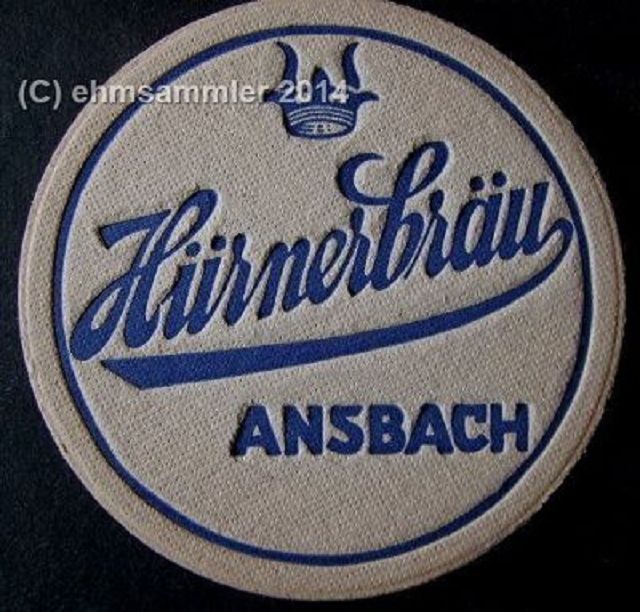 (C) ehmsammler 2014
Hürnerbräu
ANSBACH